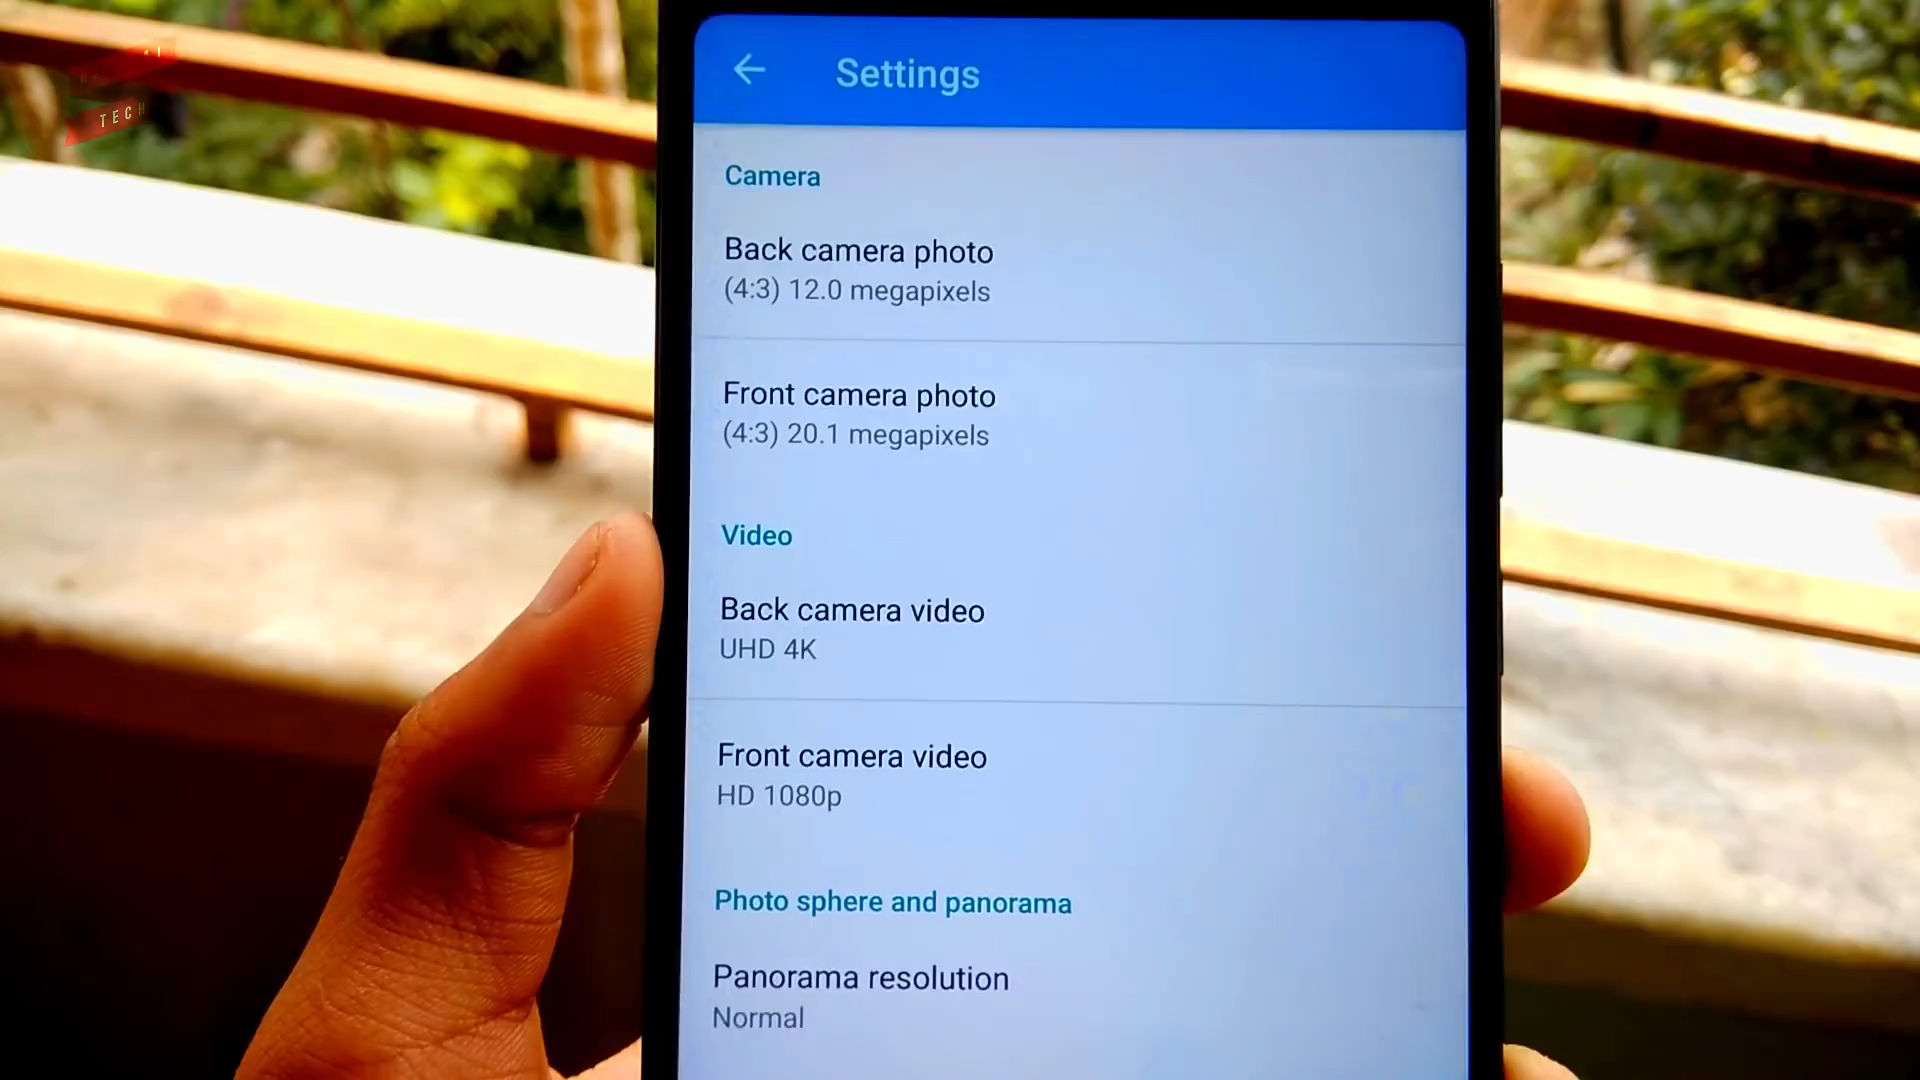 TECH
Settings
Camera
Back camera photo
(4:3) 12.0 megapixels
Front camera photo
(4:3) 20.1 megapixels
Video
Back camera video
UHD 4K
Front camera video
HD 1080p
Photo sphere and panorama
Panorama resolution
Normal